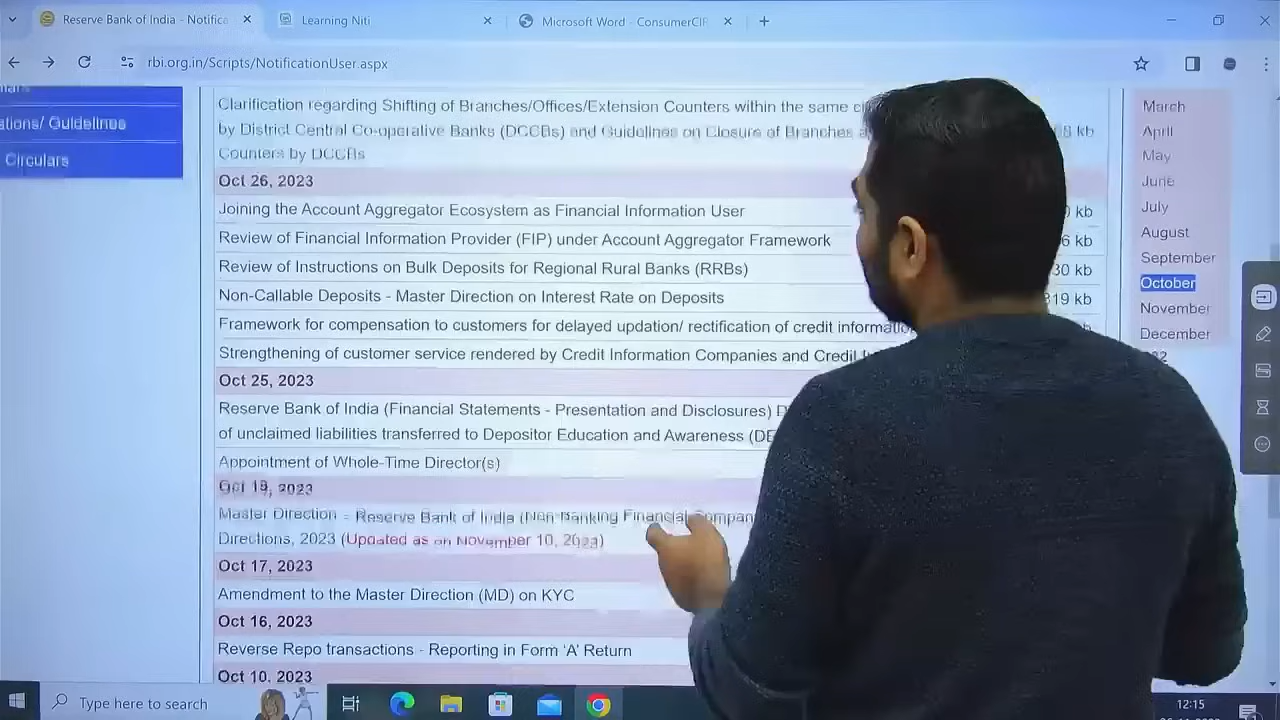 Reserve Bank of India - Notifica
Learning Niti
Microsoft Word - ConsumerCIF
rbi.org.in/Scripts/NotificationUser.aspx
ations/ Guidelines
Circulars
Clarification regarding Shifting of Branches/Offices/Extension Counters within the same
by District Central Co-operative Banks (DCCBs) and Guidelines on Closure of Branches
kb
Counters by DCCBs
Oct 26, 2023
Joining the Account Aggregator Ecosystem as Financial Information User
kb
Review of Financial Information Provider (FIP) under Account Aggregator Framework
6 kb
Review of Instructions on Bulk Deposits for Regional Rural Banks (RRBs)
30 kb
Non-Callable Deposits - Master Direction on Interest Rate on Deposits
319 kb
Framework for compensation to customers for delayed updation/ rectification of credit informatio
Strengthening of customer service rendered by Credit Information Companies and Credit
Oct 25, 2023
Reserve Bank of India (Financial Statements - Presentation and Disclosures)
of unclaimed liabilities transferred to Depositor Education and Awareness (DE
Appointment of Whole-Time Director(s)
Oct 19, 2023
Master Direction – Reserve Bank of India (Non-Banking Financial Compan
Directions, 2023 (Updated as on November 10, 2023)
Oct 17, 2023
Amendment to the Master Direction (MD) on KYC
Oct 16, 2023
Reverse Repo transactions - Reporting in Form ‘A’ Return
Oct 10, 2023
March
April
May
June
July
August
September
October
November
December
Type here to search
12:15